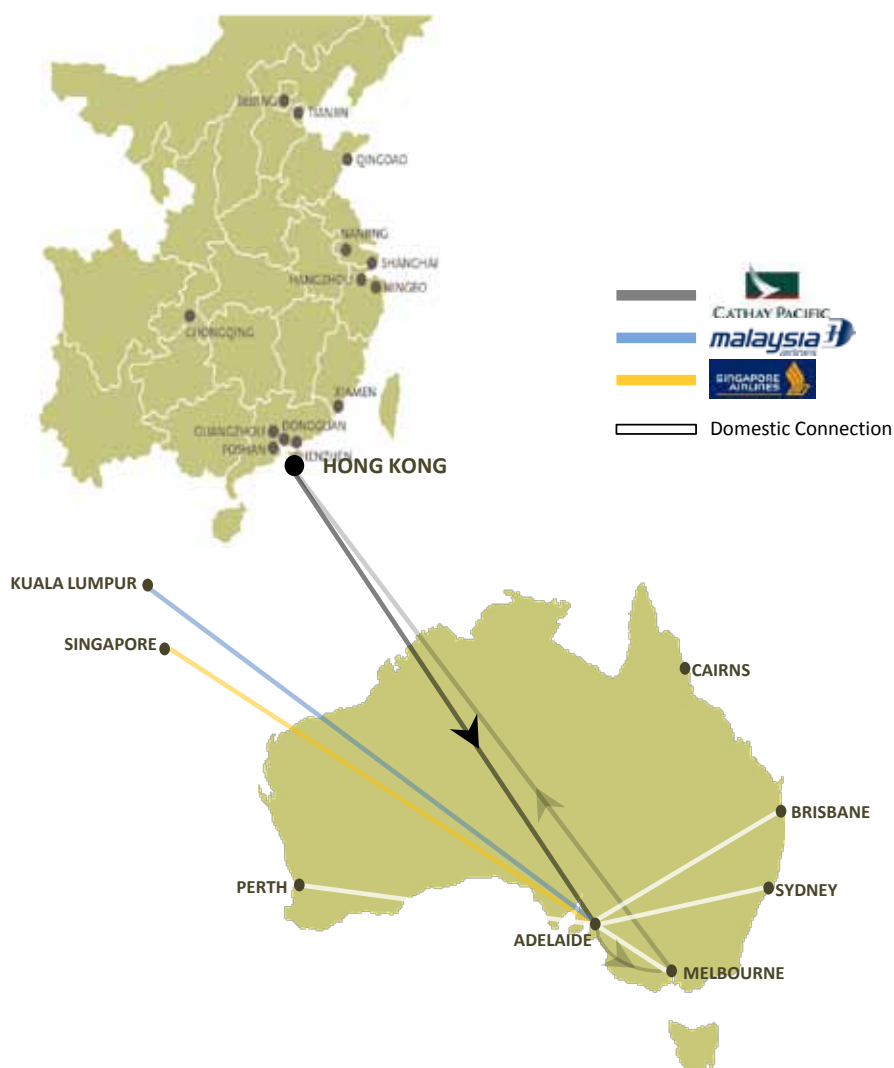 BEIJING
TIANJIN
QINGDAO
NANJING
SHANGHAI
HANGZHOU
NINGBO
CHONGQING
XIAMEN
GUANGZHOU
DONGGUAN
FOSHAN
SHENZHEN
HONG KONG
CATHAY PACIFIC
malaysia
airlines
SINGAPORE
AIRLINES
Domestic Connection
KUALA LUMPUR
SINGAPORE
CAIRNS
BRISBANE
PERTH
SYDNEY
ADELAIDE
MELBOURNE